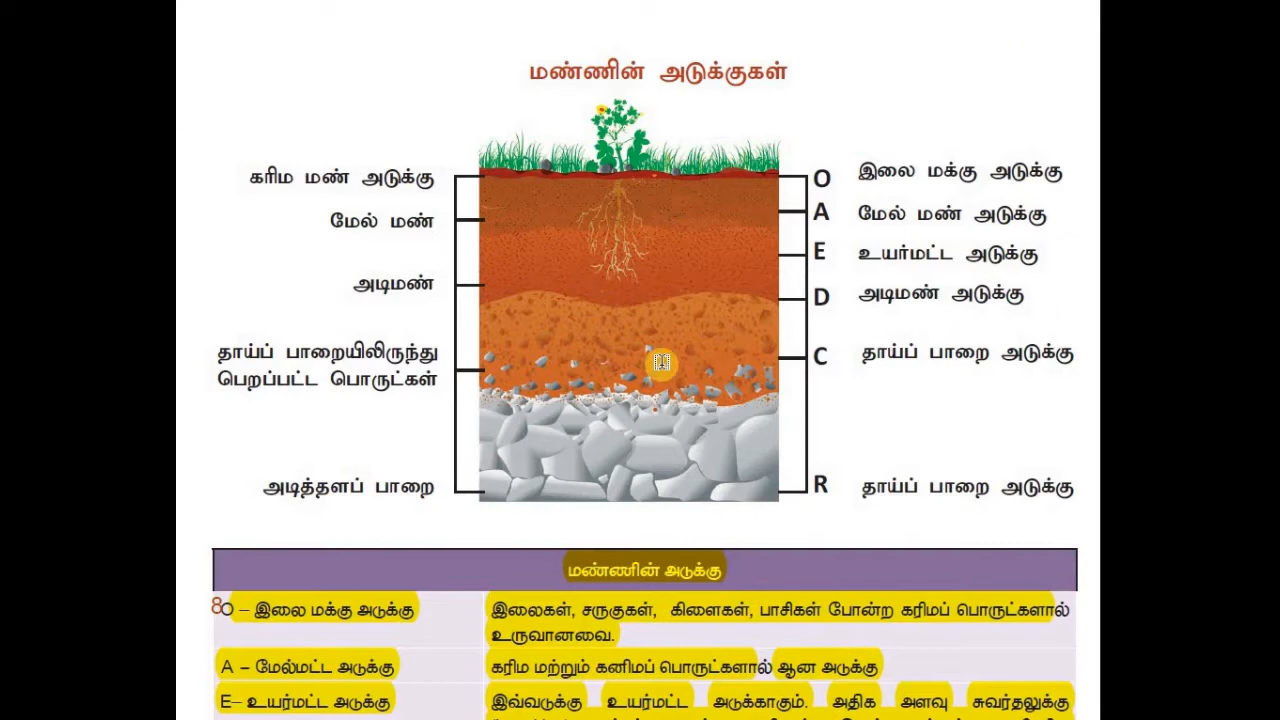 மண்ணின் அடுக்குகள்
கரிம மண் அடுக்கு
மேல் மண்
அடிமண்
தாய்ப் பாறையிலிருந்து
பெறப்பட்ட பொருட்கள்
அடித்தளப் பாறை
O இலை மக்கு அடுக்கு
A மேல் மண் அடுக்கு
E உயர்மட்ட அடுக்கு
D அடிமண் அடுக்கு
C தாய்ப் பாறை அடுக்கு
R தாய்ப் பாறை அடுக்கு
மண்ணின் அடுக்கு
8
O – இலை மக்கு அடுக்கு இலைகள், சருகுகள், கிளைகள், பாசிகள் போன்ற கரிமப் பொருட்களால்
உருவானவை.
A – மேல்மட்ட அடுக்கு கரிம மற்றும் கனிமப் பொருட்களால் ஆன அடுக்கு
E– உயர்மட்ட அடுக்கு இவ்வடுக்கு உயர்மட்ட அடுக்காகும். அதிக அளவு சுவர்தலுக்கு